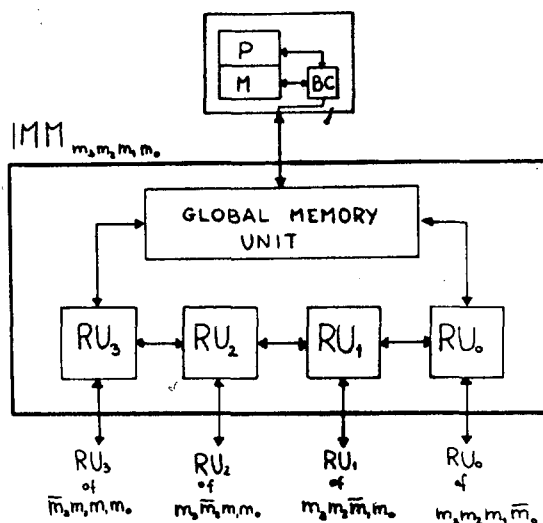 P
M
BC
IMM m₃m₂m₁m₀
GLOBAL MEMORY
UNIT
RU₃
RU₂
RU₁
RU₀
RU₃
of
m̅₃m₂m₁m₀
RU₂
of
m₃m̅₂m₁m₀
RU₁
of
m₃m₂m̅₁m₀
RU₀
of
m₃m₂m₁m̅₀